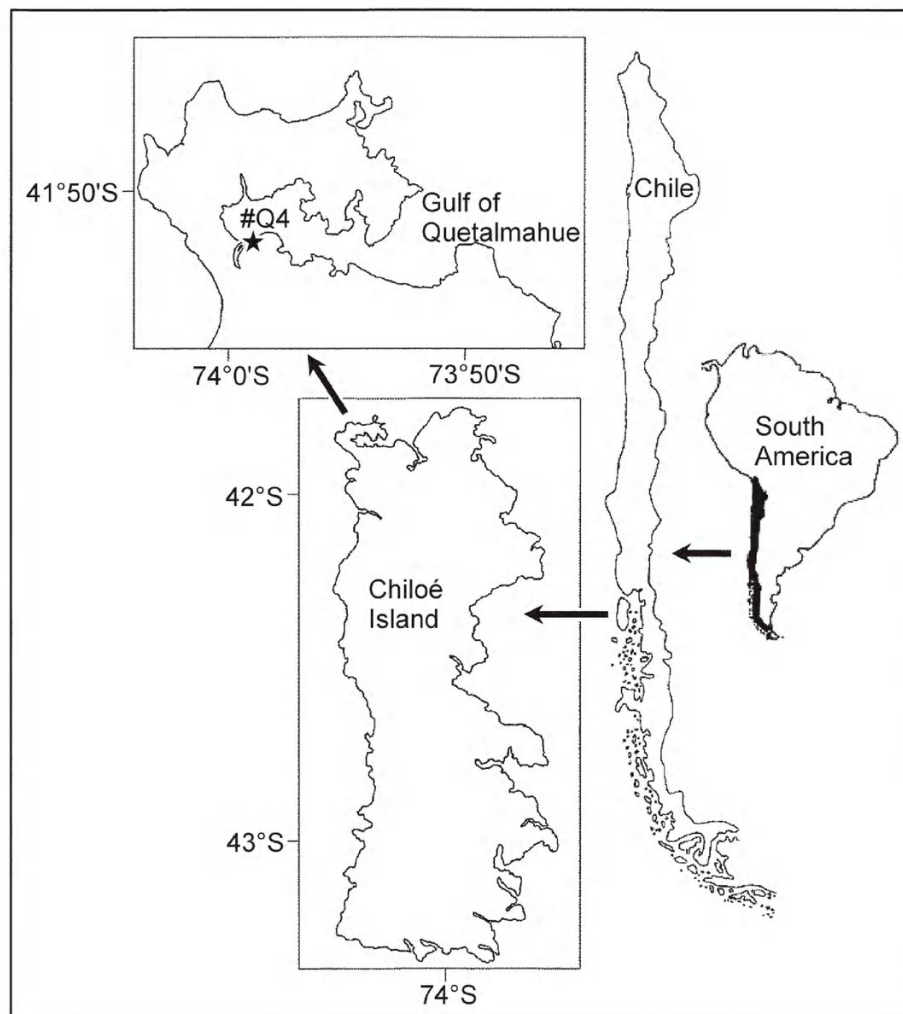 41°50'S
#Q4
Gulf of
Quetalmahue
74°0'S
73°50'S
Chile
South
America
42°S
Chiloé
Island
43°S
74°S